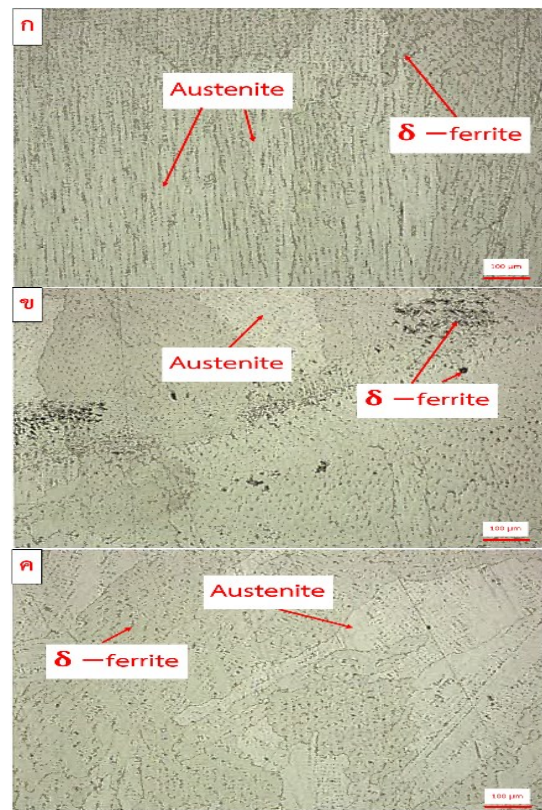 ก
Austenite
δ –ferrite
100 µm
ข
Austenite
δ –ferrite
100 µm
ค
Austenite
δ –ferrite
100 µm